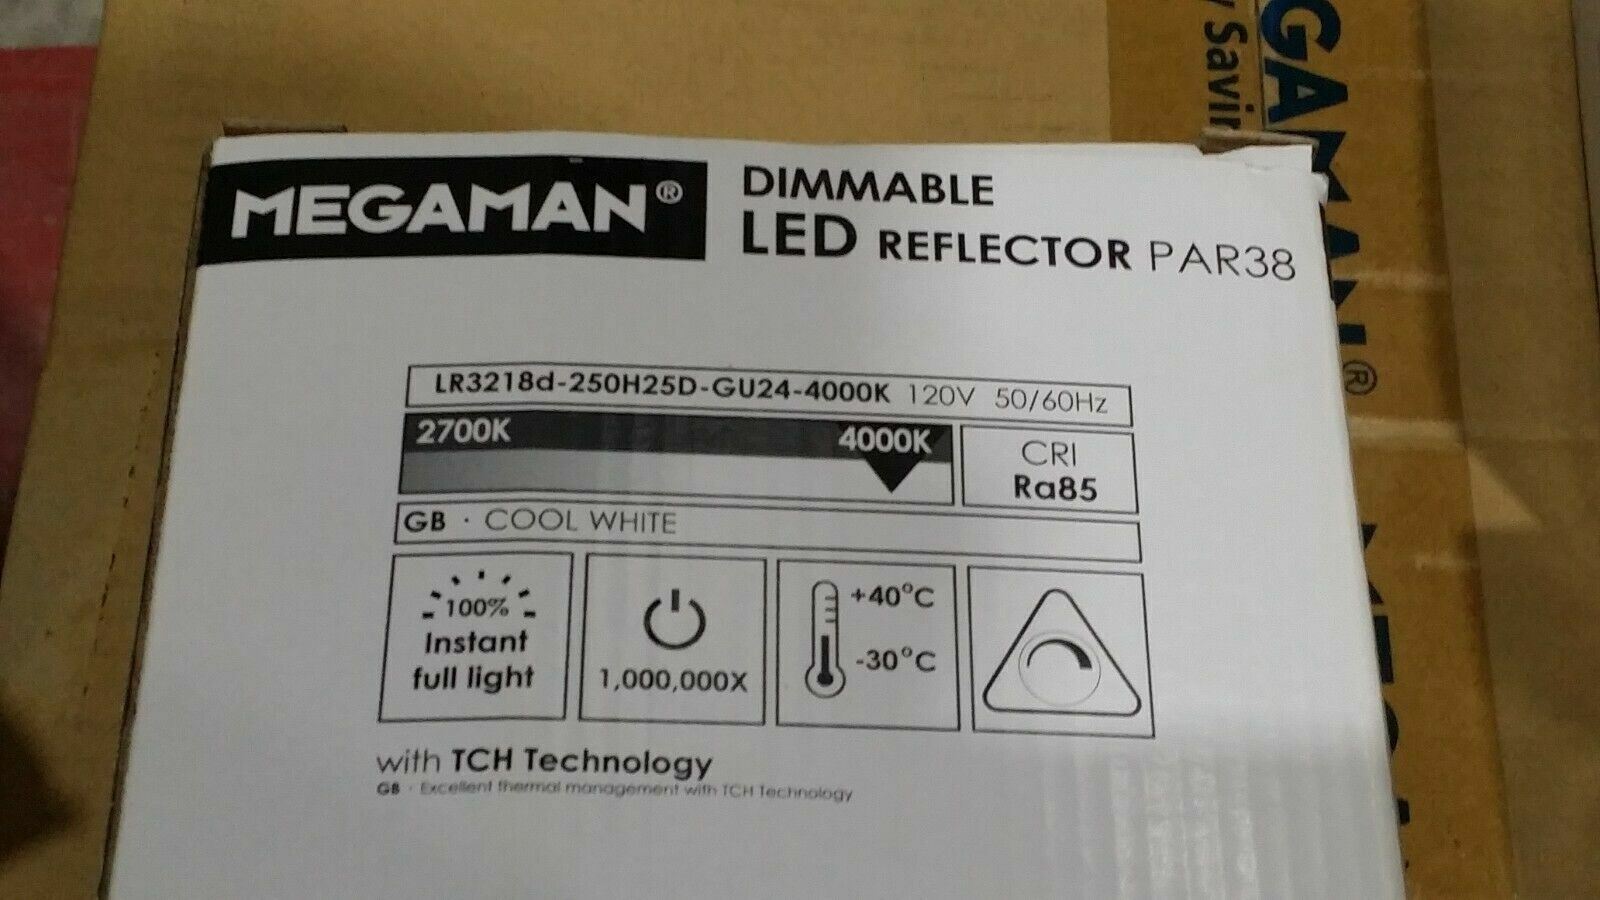 MEGAMAN®
DIMMABLE
LED REFLECTOR PAR38
LR3218d-250H25D-GU24-4000K 120V 50/60Hz
2700K 4000K
CRI
Ra85
GB · COOL WHITE
100%
Instant
full light
1,000,000X
+40°C
-30°C
with TCH Technology
GB · Excellent thermal management with TCH Technology
GAMAN®